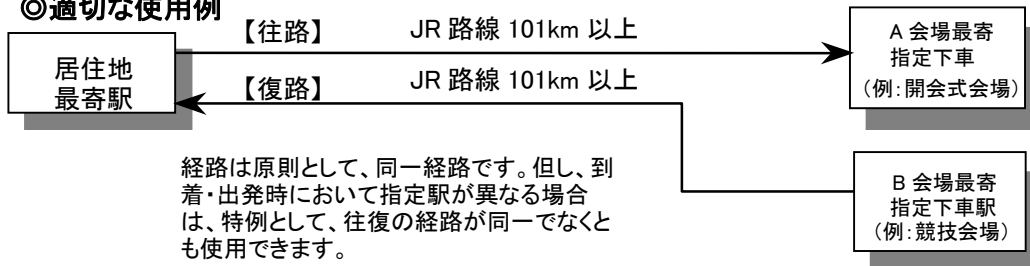 ◎適切な使用例
居住地
最寄駅
【往路】 JR 路線 101km 以上
【復路】 JR 路線 101km 以上
A 会場最寄
指定下車
（例：開会式会場）
経路は原則として、同一経路です。但し、到
着・出発時において指定駅が異なる場合
は、特例として、往復の経路が同一でなくと
も使用できます。
B 会場最寄
指定下車駅
（例：競技会場）